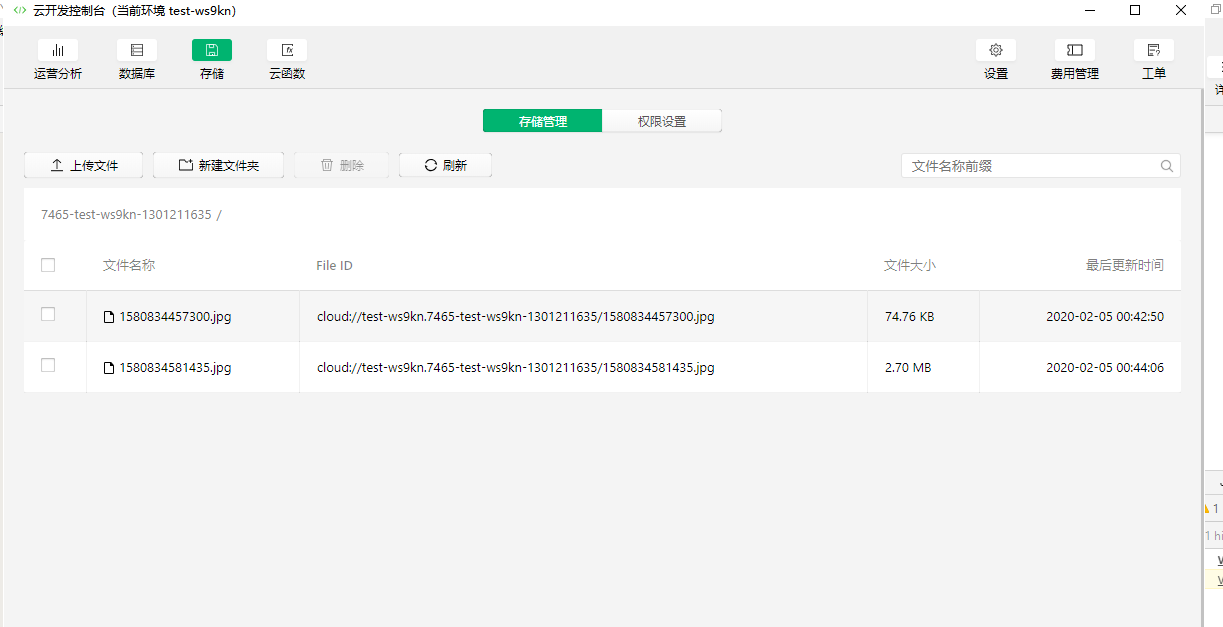 云开发控制台（当前环境 test-ws9kn）
运营分析 数据库 存储 云函数 设置 费用管理 工单
存储管理 权限设置
上传文件 新建文件夹 删除 刷新 文件名称前缀
7465-test-ws9kn-1301211635 /
文件名称 File ID 文件大小 最后更新时间
1580834457300.jpg cloud://test-ws9kn.7465-test-ws9kn-1301211635/1580834457300.jpg 74.76 KB 2020-02-05 00:42:50
1580834581435.jpg cloud://test-ws9kn.7465-test-ws9kn-1301211635/1580834581435.jpg 2.70 MB 2020-02-05 00:44:06
1
1 hi